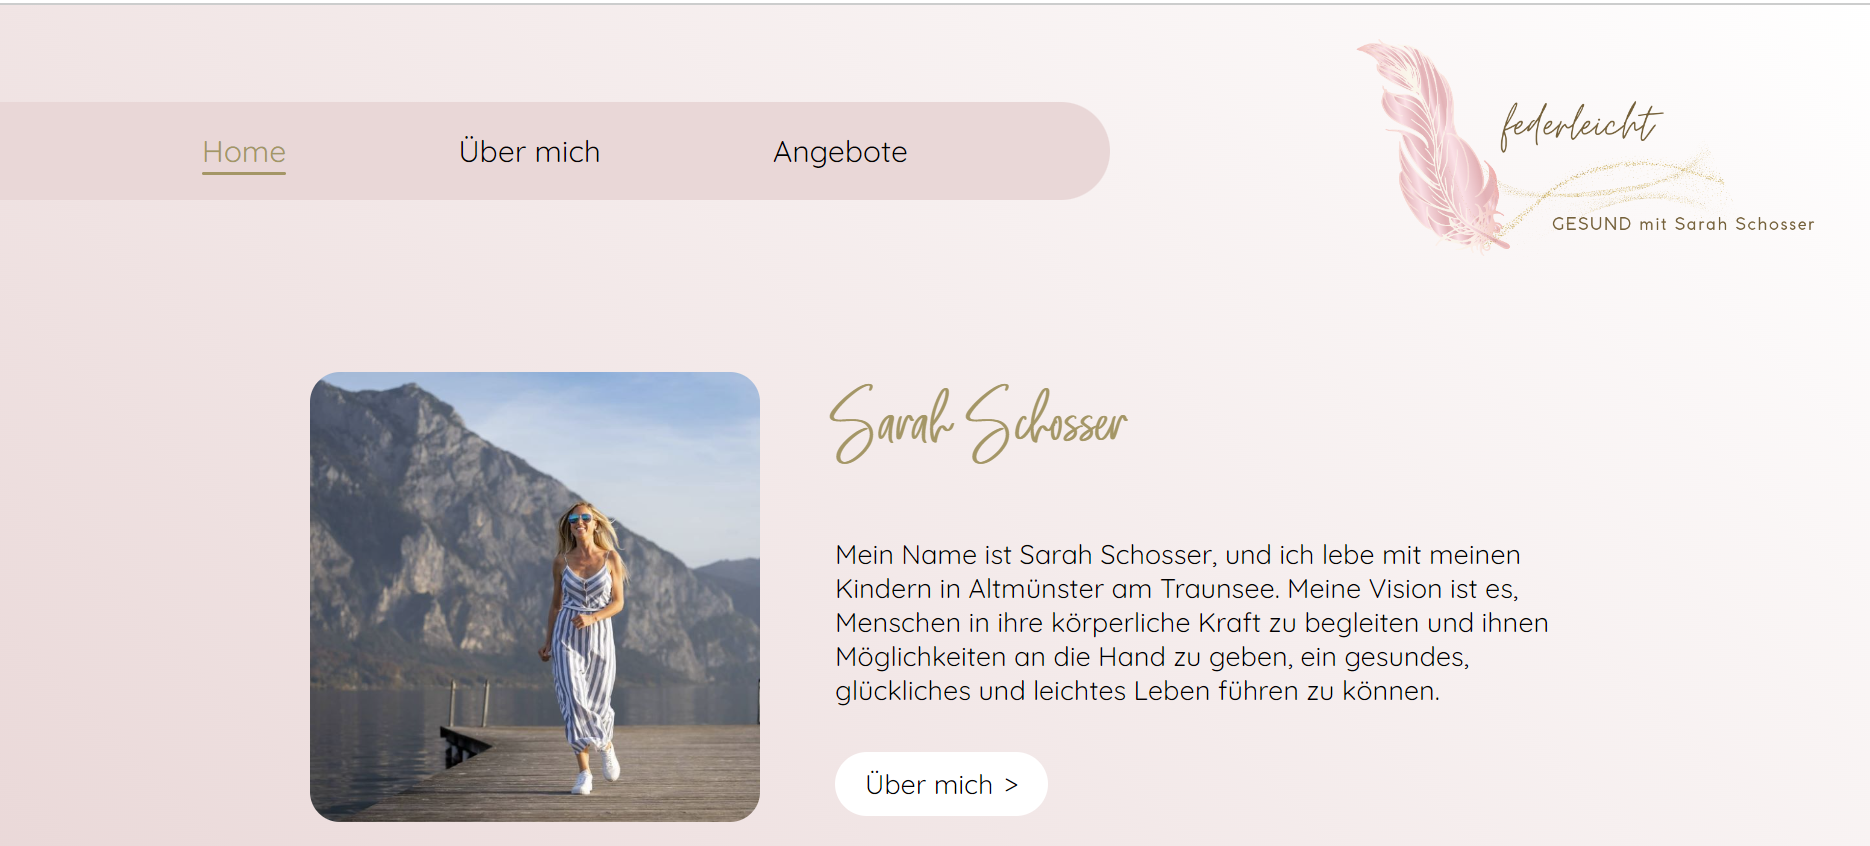 Home Über mich Angebote
federleicht
GESUND mit Sarah Schosser
Sarah Schosser
Mein Name ist Sarah Schosser, und ich lebe mit meinen
Kindern in Altmünster am Traunsee. Meine Vision ist es,
Menschen in ihre körperliche Kraft zu begleiten und ihnen
Möglichkeiten an die Hand zu geben, ein gesundes,
glückliches und leichtes Leben führen zu können.
Über mich >